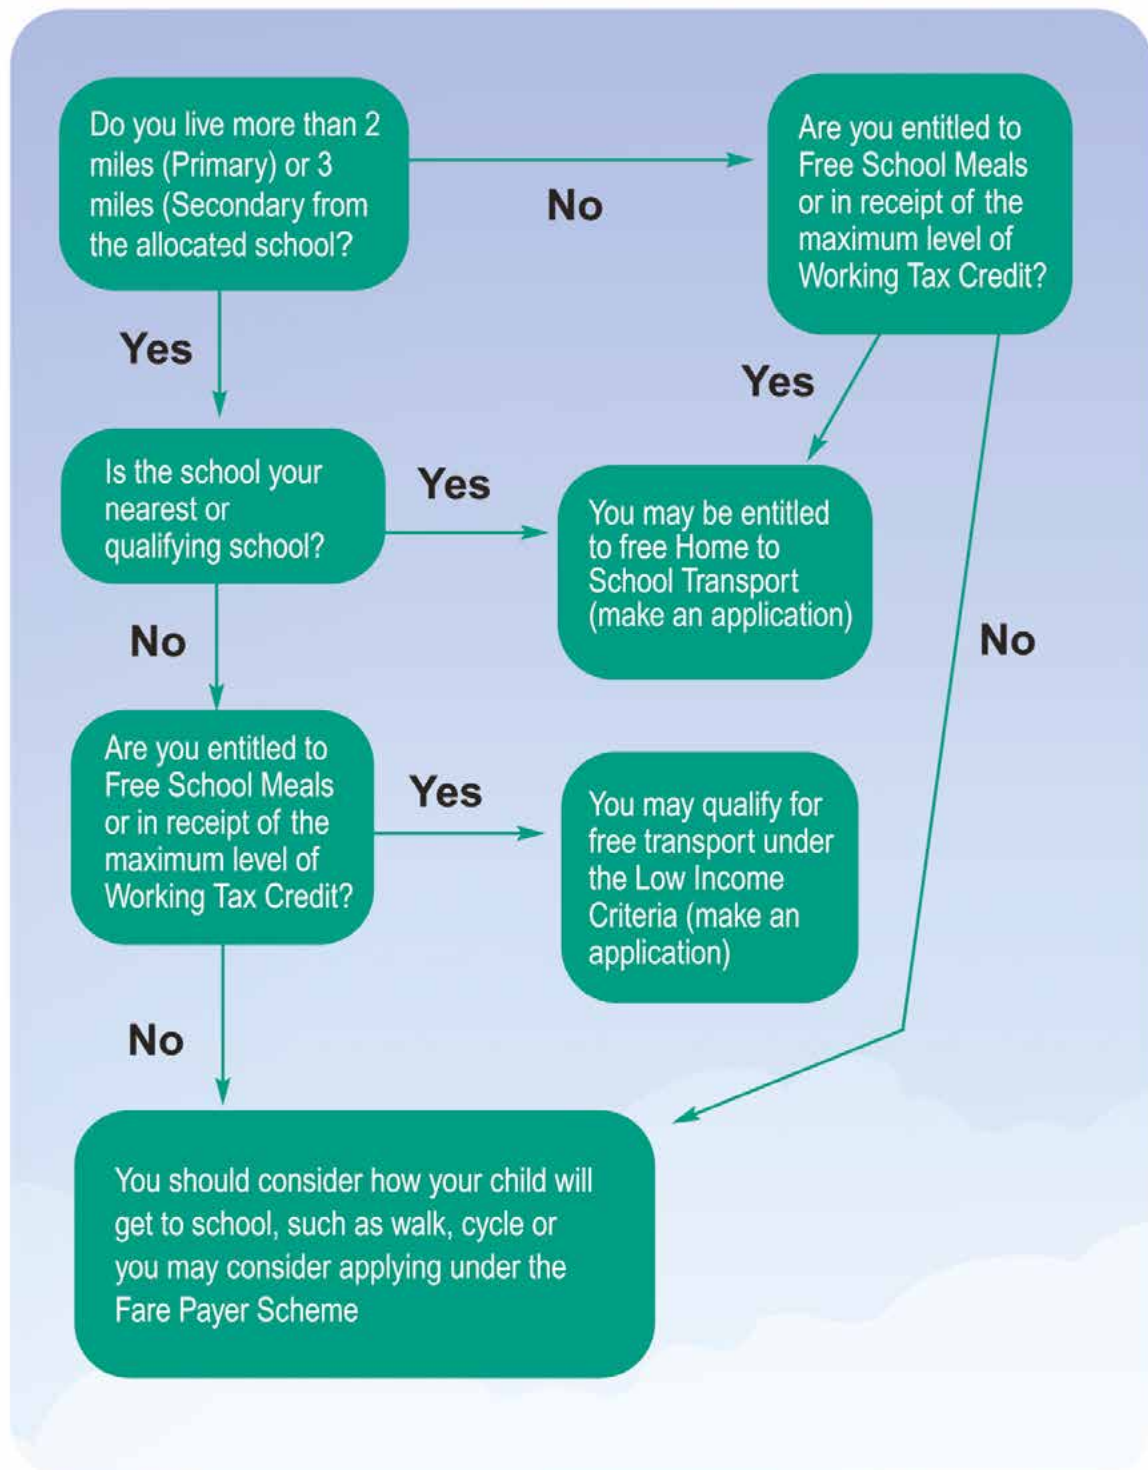 Do you live more than 2
miles (Primary) or 3
miles (Secondary from
the allocated school?
No
Are you entitled to
Free School Meals
or in receipt of the
maximum level of
Working Tax Credit?
Yes
Yes
Is the school your
nearest or
qualifying school?
Yes
You may be entitled
to free Home to
School Transport
(make an application)
No
No
Are you entitled to
Free School Meals
or in receipt of the
maximum level of
Working Tax Credit?
Yes
You may qualify for
free transport under
the Low Income
Criteria (make an
application)
No
You should consider how your child will
get to school, such as walk, cycle or
you may consider applying under the
Fare Payer Scheme